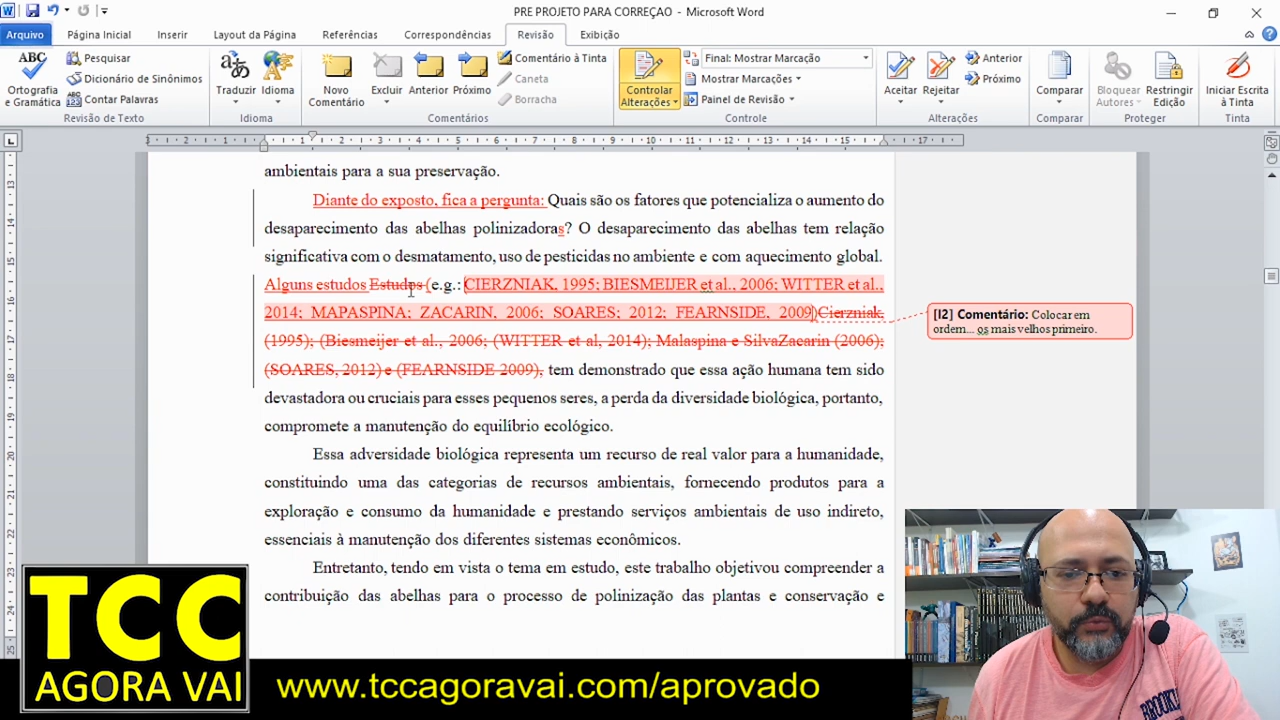 PRE PROJETO PARA CORREÇAO - Microsoft Word
Arquivo Página Inicial Inserir Layout da Página Referências Correspondências Revisão Exibição
ABC Ortografia e Gramática
Pesquisar
Dicionário de Sinônimos
Contar Palavras
Revisão de Texto
Traduzir Idioma
Idioma
Novo Comentário Excluir Anterior Próximo
Comentários
Comentário à Tinta
Caneta
Borracha
Controlar Alterações
Final: Mostrar Marcação
Mostrar Marcações
Painel de Revisão
Controle
Aceitar Rejeitar
Anterior
Próximo
Alterações
Comparar
Comparar
Bloquear Autores Restringir Edição
Proteger
Iniciar Escrita à Tinta
Tinta
ambientais para a sua preservação.
Diante do exposto, fica a pergunta: Quais são os fatores que potencializa o aumento do
desaparecimento das abelhas polinizadoras? O desaparecimento das abelhas tem relação
significativa com o desmatamento, uso de pesticidas no ambiente e com aquecimento global.
Alguns estudos Estudos (e.g.: CIERZNIAK, 1995; BIESMEIJER et al., 2006; WITTER et al.,
2014; MAPASPINA; ZACARIN, 2006; SOARES; 2012; FEARNSIDE, 2009)Cierzniak,
(1995); (Biesmeijer et al., 2006; (WITTER et al, 2014); Malaspina e SilvaZacarin (2006);
(SOARES, 2012) e (FEARNSIDE 2009), tem demonstrado que essa ação humana tem sido
devastadora ou cruciais para esses pequenos seres, a perda da diversidade biológica, portanto,
compromete a manutenção do equilíbrio ecológico.
[I2] Comentário: Colocar em
ordem... os mais velhos primeiro.
Essa adversidade biológica representa um recurso de real valor para a humanidade,
constituindo uma das categorias de recursos ambientais, fornecendo produtos para a
exploração e consumo da humanidade e prestando serviços ambientais de uso indireto,
essenciais à manutenção dos diferentes sistemas econômicos.
Entretanto, tendo em vista o tema em estudo, este trabalho objetivou compreender a
contribuição das abelhas para o processo de polinização das plantas e conservação e
TCC
AGORA VAI
www.tccagoravai.com/aprovado